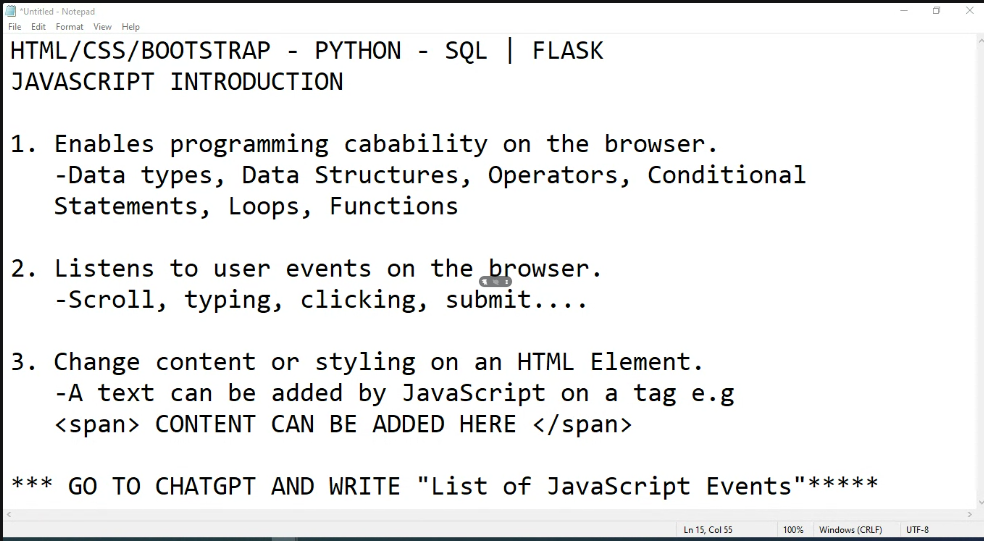 *Untitled - Notepad
File Edit Format View Help
HTML/CSS/BOOTSTRAP - PYTHON - SQL | FLASK
JAVASCRIPT INTRODUCTION
1. Enables programming cabability on the browser.
-Data types, Data Structures, Operators, Conditional
Statements, Loops, Functions
2. Listens to user events on the browser.
-Scroll, typing, clicking, submit....
3. Change content or styling on an HTML Element.
-A text can be added by JavaScript on a tag e.g
<span> CONTENT CAN BE ADDED HERE </span>
*** GO TO CHATGPT AND WRITE "List of JavaScript Events"*****
Ln 15, Col 55 100% Windows (CRLF) UTF-8